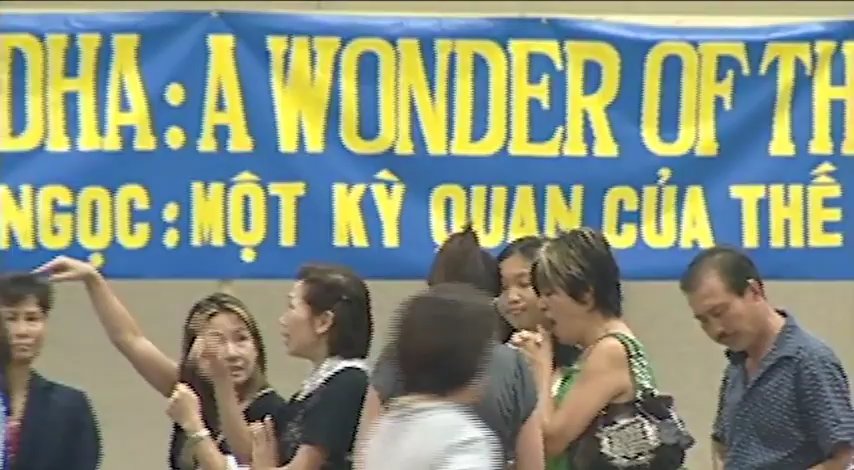 DHA: A WONDER OF TH
NGỌC: MỘT KỲ QUAN CỦA THẾ